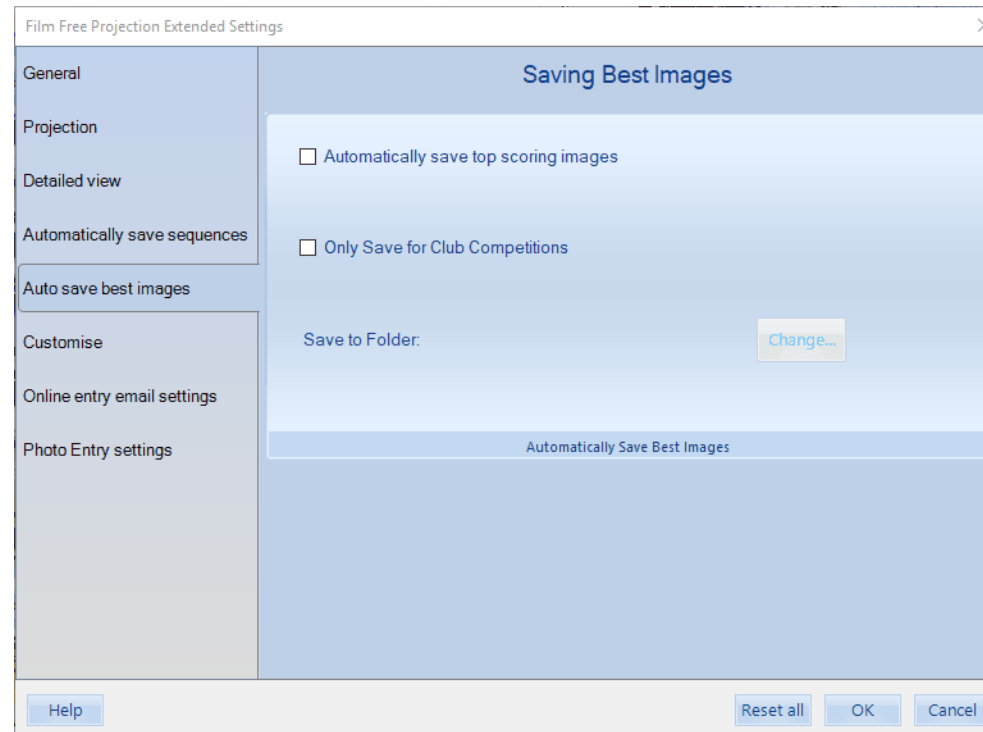 Film Free Projection Extended Settings
General
Projection
Detailed view
Automatically save sequences
Auto save best images
Customise
Online entry email settings
Photo Entry settings
Saving Best Images
Automatically save top scoring images
Only Save for Club Competitions
Save to Folder:
Change...
Automatically Save Best Images
Help
Reset all
OK
Cancel